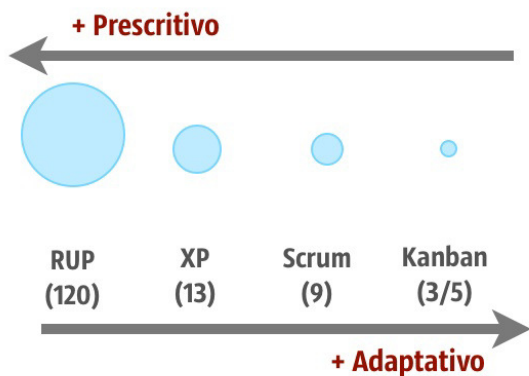 + Prescritivo
RUP
(120)
XP
(13)
Scrum
(9)
Kanban
(3/5)
+ Adaptativo